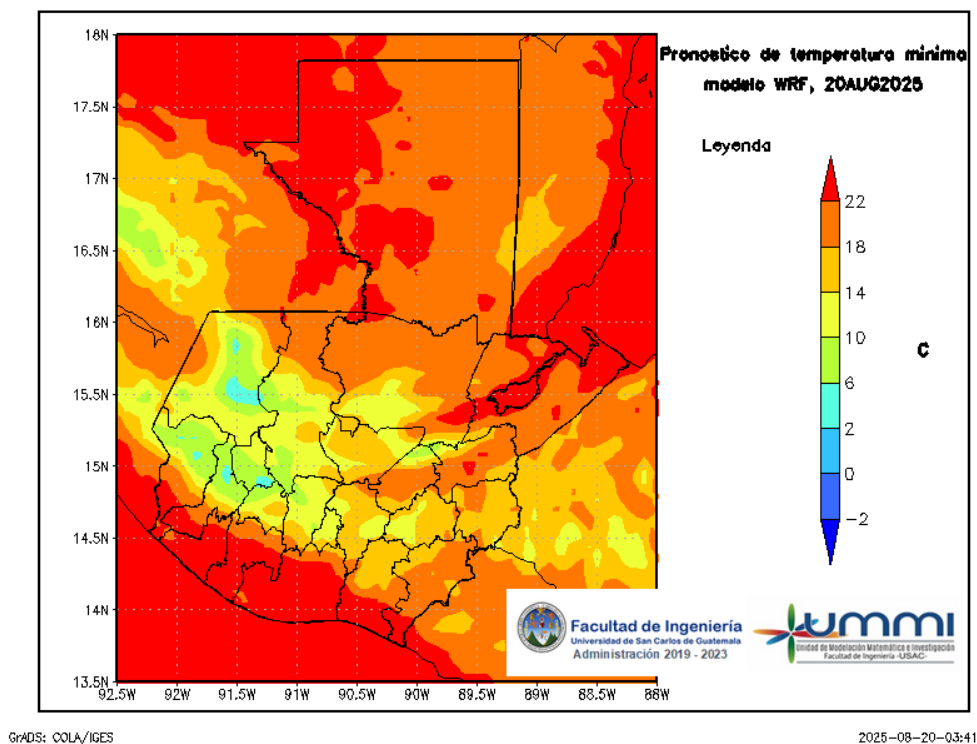 Pronostico de temperatura minima
modelo WRF, 20AUG2025
Leyenda
22
18
14
10
6
2
0
−2
C
18N
17.5N
17N
16.5N
16N
15.5N
15N
14.5N
14N
13.5N
92.5W 92W 91.5W 91W 90.5W 90W 89.5W 89W 88.5W 88W
Facultad de Ingeniería
Universidad de San Carlos de Guatemala
Administración 2019 - 2023
ummi
Unidad de Modelación Matemática e Investigación
Facultad de Ingeniería -USAC-
GrADS: COLA/IGES
2025-08-20-03:41